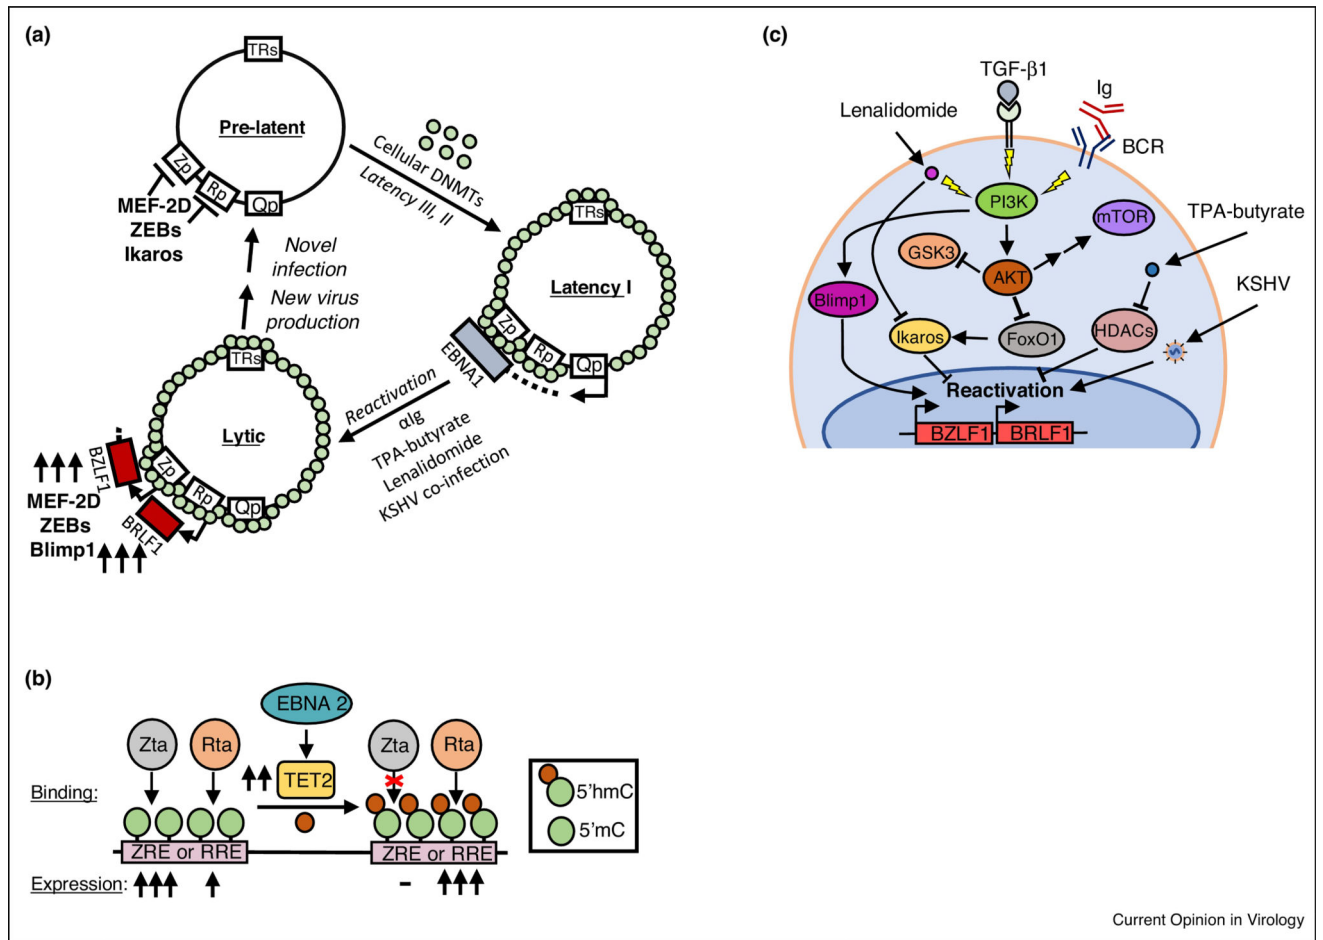 (a)
TRs
Pre-latent
Zp
Rp
Qp
MEF-2D
ZEBs
Ikaros
Cellular DNMTs
Latency III, II
TRs
Latency I
Zp
Rp
Qp
EBNA1
Novel
infection
New virus
production
Reactivation
αIg
TPA-butyrate
Lenalidomide
KSHV co-infection
TRs
Lytic
Zp
Rp
Qp
BZLF1
BRLF1
MEF-2D
ZEBs
Blimp1
(b)
EBNA 2
Zta
Rta
TET2
Zta
Rta
Binding:
5'hmC
5'mC
ZRE or RRE
ZRE or RRE
Expression:
-
(c)
TGF-β1
Ig
Lenalidomide
BCR
PI3K
TPA-butyrate
mTOR
GSK3
AKT
KSHV
Blimp1
Ikaros
FoxO1
HDACs
Reactivation
BZLF1
BRLF1
Current Opinion in Virology